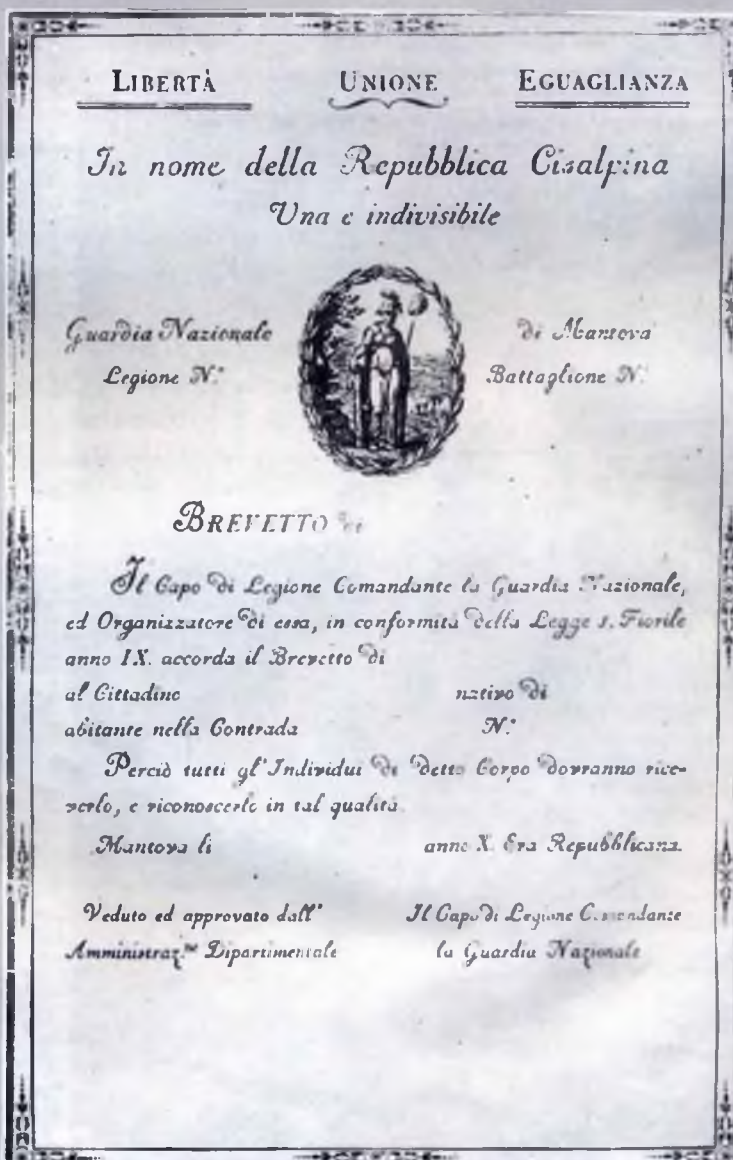 LIBERTÀ UNIONE EGUAGLIANZA
In nome della Repubblica Cisalpina
Una e indivisibile
Guardia Nazionale di Mantova
Legione N.° Battaglione N.°
BREVETTO di
Il Capo di Legione Comandante la Guardia Nazionale,
ed Organizzatore di essa, in conformità della Legge 1. Fiorile
anno IX. accorda il Brevetto di
al Cittadino nativo di
abitante nella Contrada N.°
Perciò tutti gl'Individui di detto Corpo dovranno rice-
verlo, e riconoscerlo in tal qualità.
Mantova li anno X. Era Repubblicana.
Veduto ed approvato dall' Il Capo di Legione Comandante
Amministraz.ne Dipartimentale la Guardia Nazionale